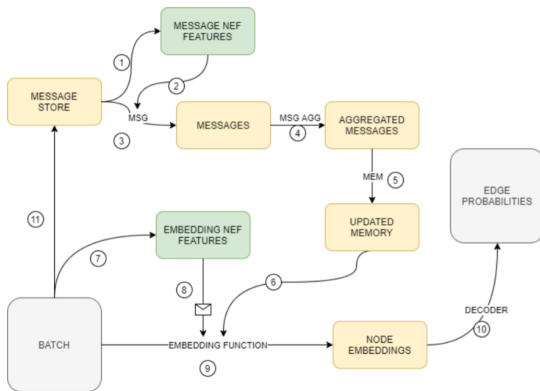 MESSAGE NEF
FEATURES
1
2
MESSAGE
STORE
MSG
3
MESSAGES
MSG AGG
4
AGGREGATED
MESSAGES
MEM
5
EDGE
PROBABILITIES
11
EMBEDDING NEF
FEATURES
7
UPDATED
MEMORY
8
6
BATCH
EMBEDDING FUNCTION
9
NODE
EMBEDDINGS
DECODER
10